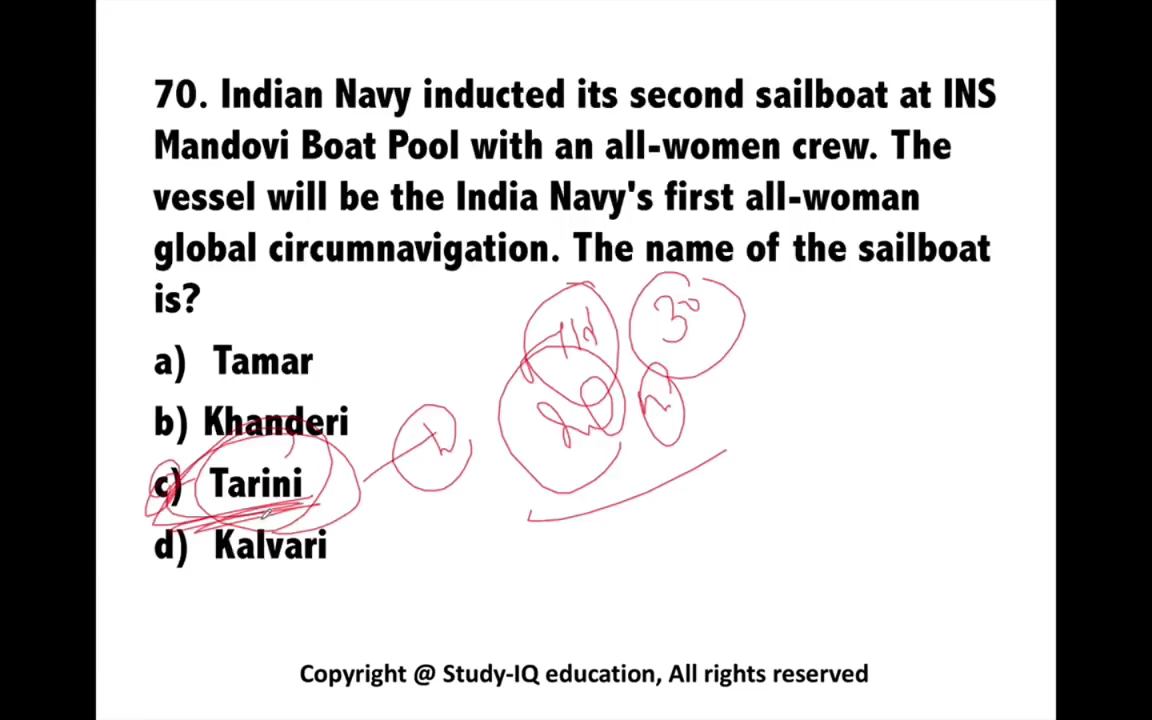 70. Indian Navy inducted its second sailboat at INS
Mandovi Boat Pool with an all-women crew. The
vessel will be the India Navy's first all-woman
global circumnavigation. The name of the sailboat
is?
a) Tamar
b) Khanderi
c) Tarini
d) Kalvari
Copyright @ Study-IQ education, All rights reserved